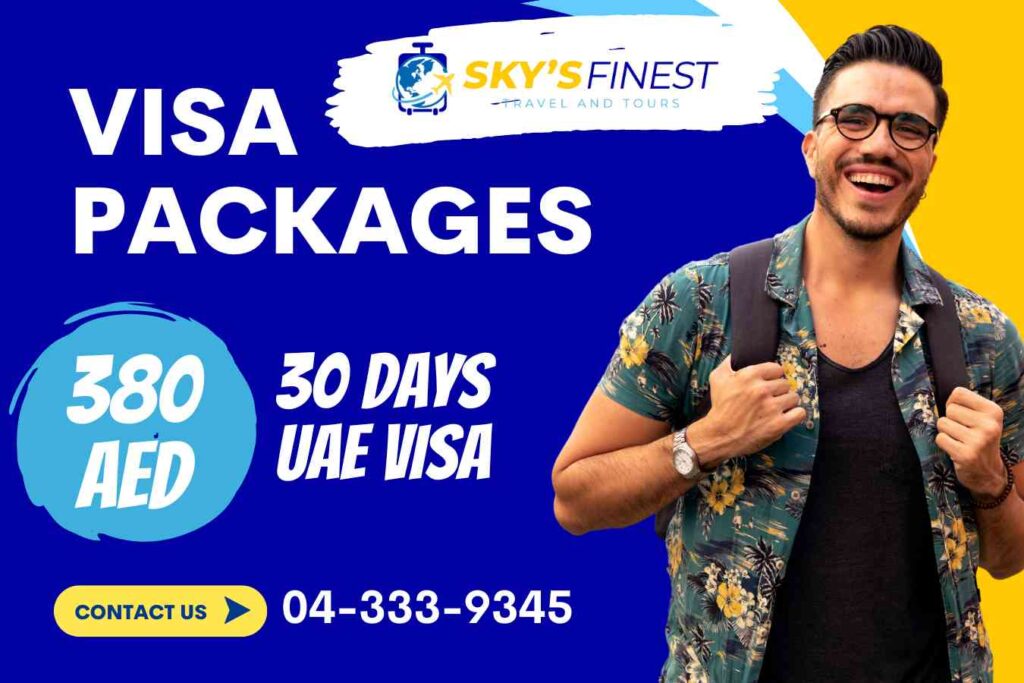 SKY'S FINEST
TRAVEL AND TOURS
VISA
PACKAGES
380
AED
30 DAYS
UAE VISA
CONTACT US
04-333-9345